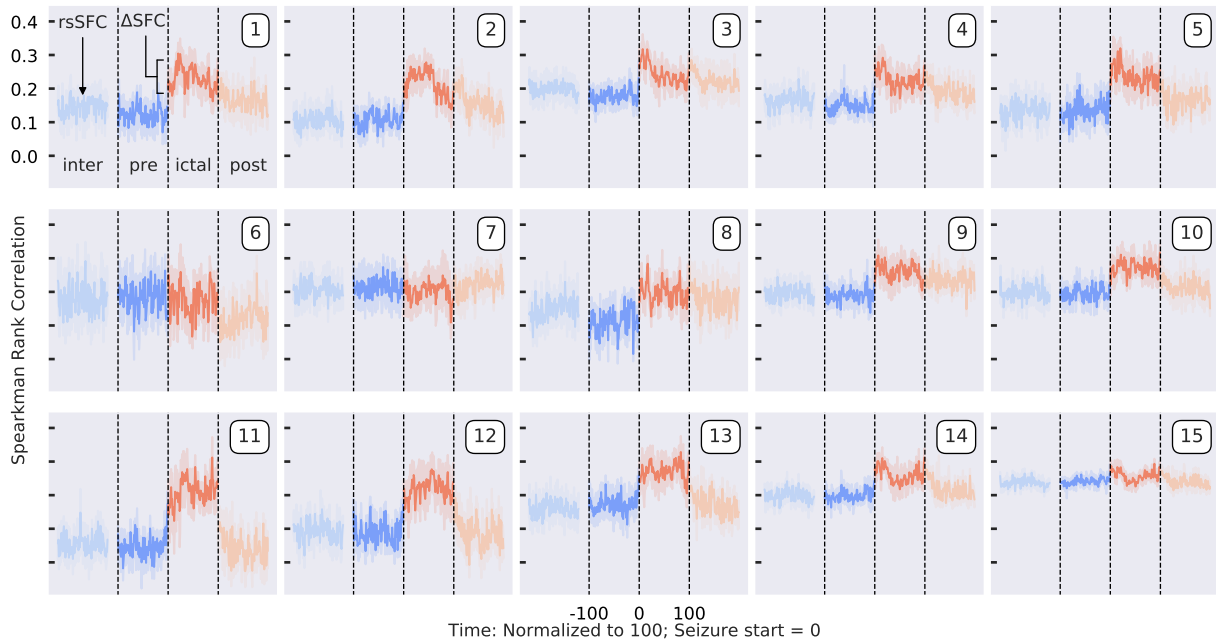 0.4
0.3
0.2
0.1
0.0
rsSFC
ΔSFC
inter
pre
ictal
post
1
2
3
4
5
Spearkman Rank Correlation
6
7
8
9
10
11
12
13
14
15
-100 0 100
Time: Normalized to 100; Seizure start = 0